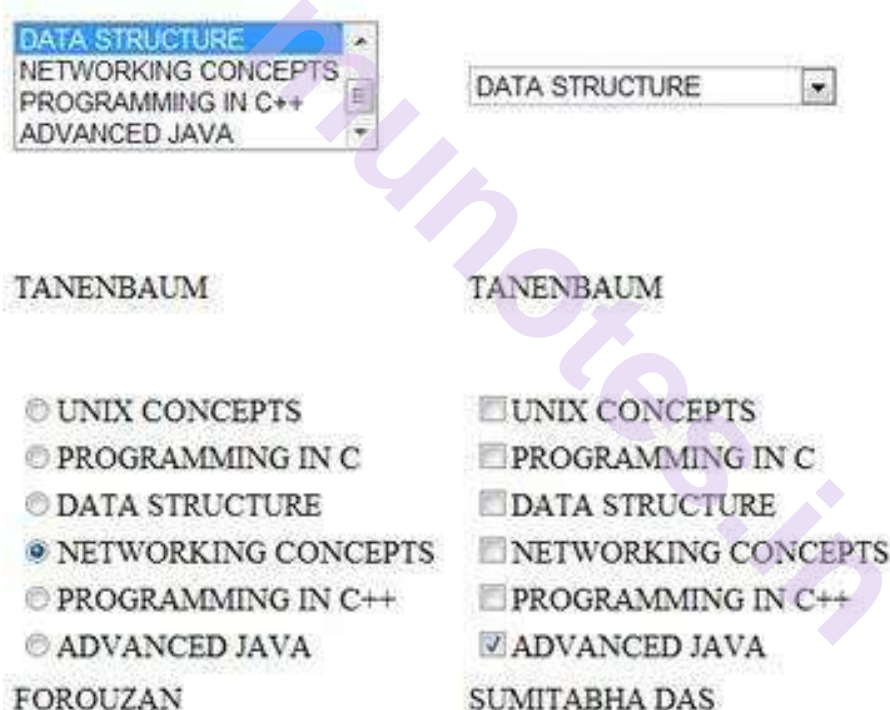 DATA STRUCTURE
NETWORKING CONCEPTS
PROGRAMMING IN C++
ADVANCED JAVA
DATA STRUCTURE
TANENBAUM
TANENBAUM
UNIX CONCEPTS
PROGRAMMING IN C
DATA STRUCTURE
NETWORKING CONCEPTS
PROGRAMMING IN C++
ADVANCED JAVA
FOROUZAN
UNIX CONCEPTS
PROGRAMMING IN C
DATA STRUCTURE
NETWORKING CONCEPTS
PROGRAMMING IN C++
ADVANCED JAVA
SUMITABHA DAS
munotes.in